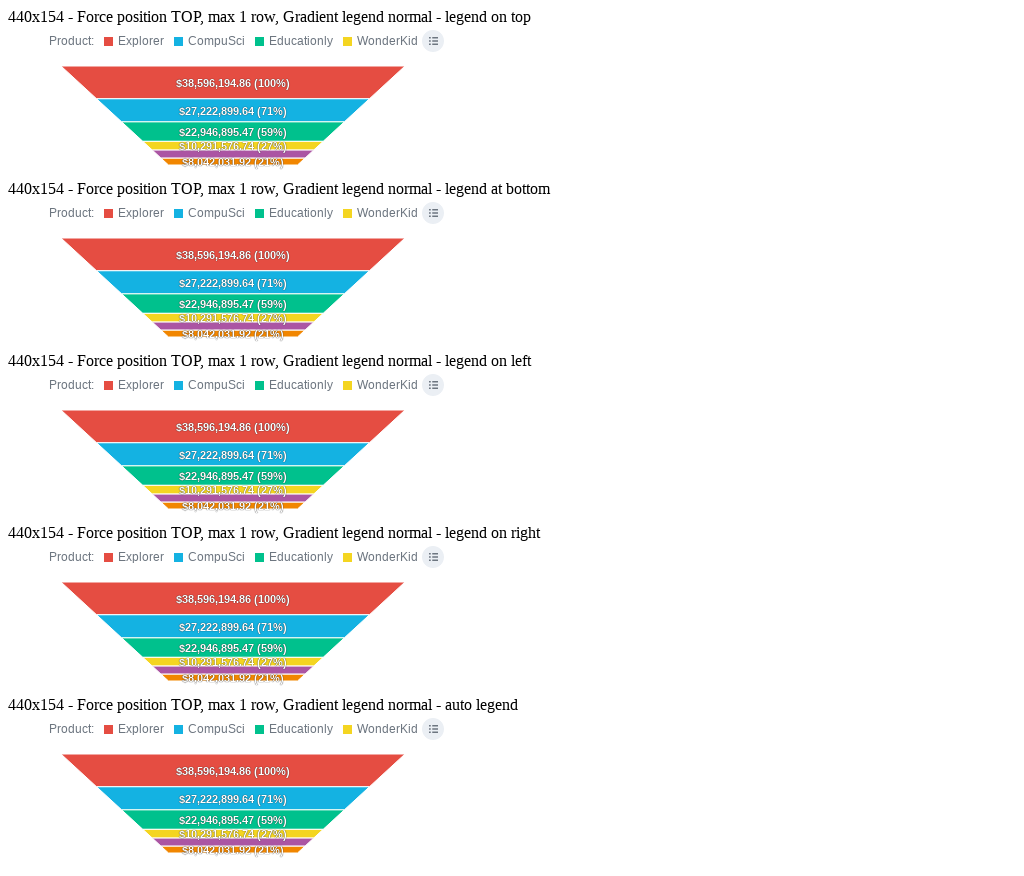 440x154 - Force position TOP, max 1 row, Gradient legend normal - legend on top
Product: Explorer CompuSci Educationly WonderKid
$38,596,194.86 (100%)
$27,222,899.64 (71%)
$22,946,895.47 (59%)
$10,291,576.74 (27%)
$8,042,031.92 (21%)
440x154 - Force position TOP, max 1 row, Gradient legend normal - legend at bottom
Product: Explorer CompuSci Educationly WonderKid
$38,596,194.86 (100%)
$27,222,899.64 (71%)
$22,946,895.47 (59%)
$10,291,576.74 (27%)
$8,042,031.92 (21%)
440x154 - Force position TOP, max 1 row, Gradient legend normal - legend on left
Product: Explorer CompuSci Educationly WonderKid
$38,596,194.86 (100%)
$27,222,899.64 (71%)
$22,946,895.47 (59%)
$10,291,576.74 (27%)
$8,042,031.92 (21%)
440x154 - Force position TOP, max 1 row, Gradient legend normal - legend on right
Product: Explorer CompuSci Educationly WonderKid
$38,596,194.86 (100%)
$27,222,899.64 (71%)
$22,946,895.47 (59%)
$10,291,576.74 (27%)
$8,042,031.92 (21%)
440x154 - Force position TOP, max 1 row, Gradient legend normal - auto legend
Product: Explorer CompuSci Educationly WonderKid
$38,596,194.86 (100%)
$27,222,899.64 (71%)
$22,946,895.47 (59%)
$10,291,576.74 (27%)
$8,042,031.92 (21%)